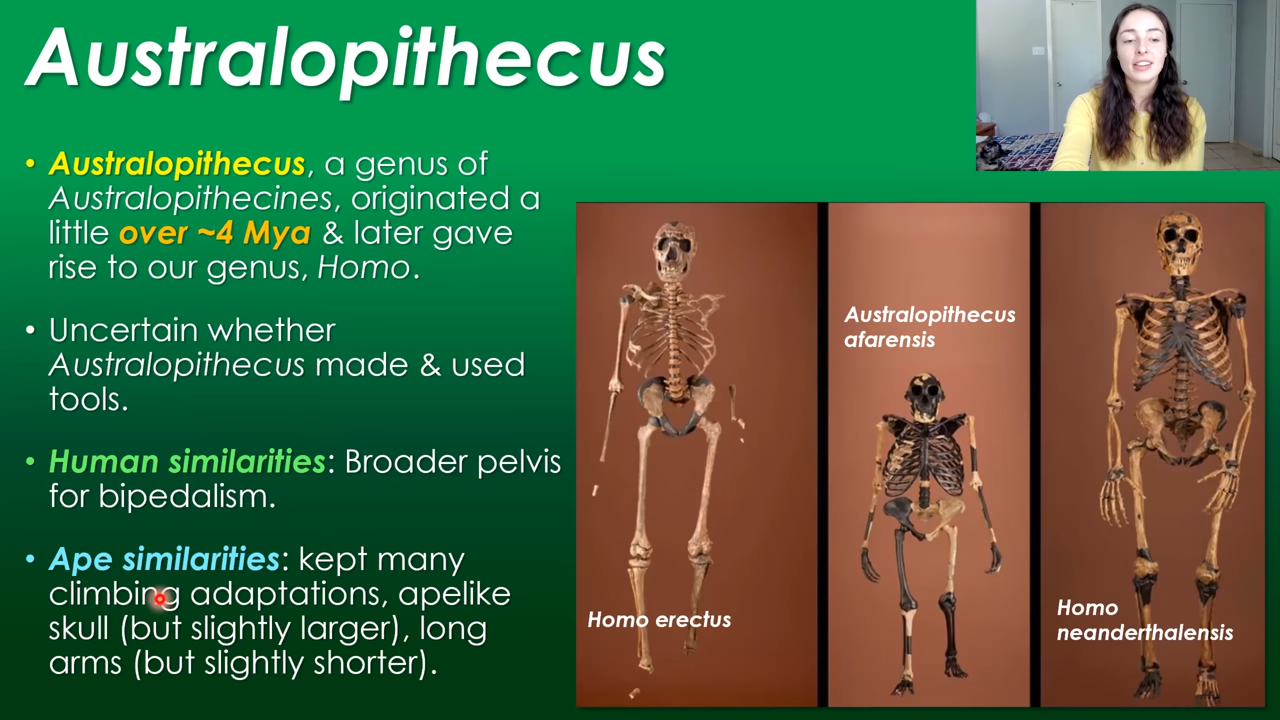 Australopithecus
• Australopithecus, a genus of
Australopithecines, originated a
little over ~4 Mya & later gave
rise to our genus, Homo.
• Uncertain whether
Australopithecus made & used
tools.
• Human similarities: Broader pelvis
for bipedalism.
• Ape similarities: kept many
climbing adaptations, apelike
skull (but slightly larger), long
arms (but slightly shorter).
Homo erectus
Australopithecus
afarensis
Homo
neanderthalensis